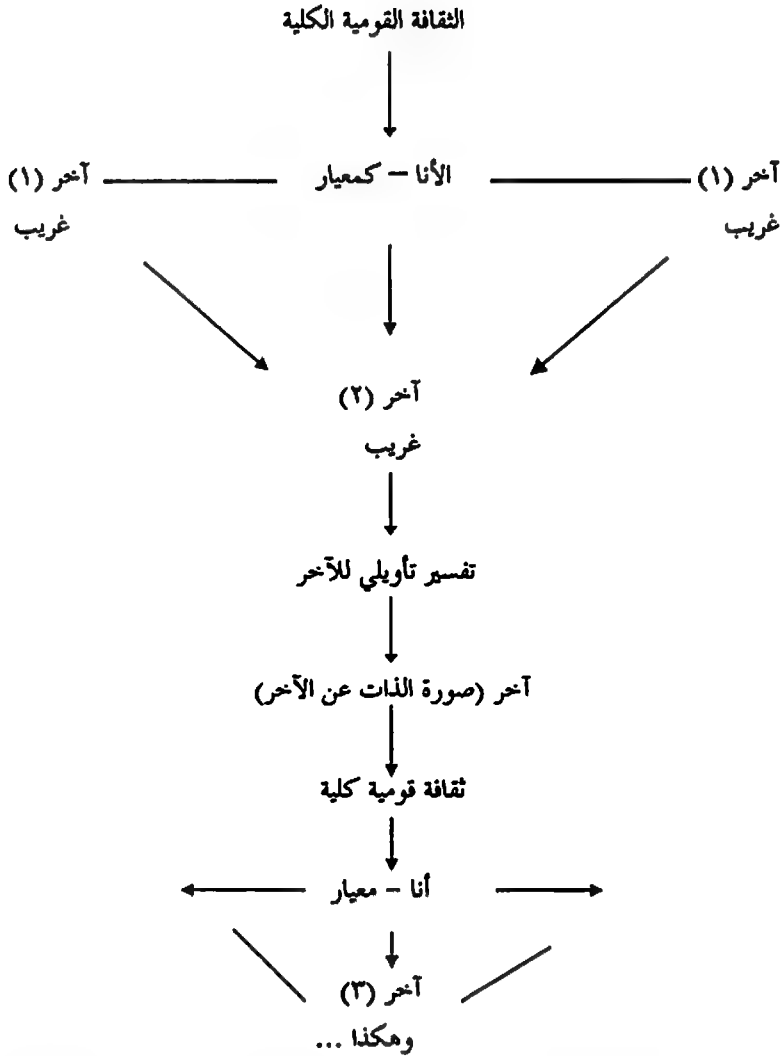 الثقافة القومية الكلية
آخر (١) الأنا - كمعيار آخر (١)
غريب غريب
آخر (٢)
غريب
تفسير تأويلي للآخر
آخر (صورة الذات عن الآخر)
ثقافة قومية كلية
أنا - معيار
آخر (٣)
وهكذا ...